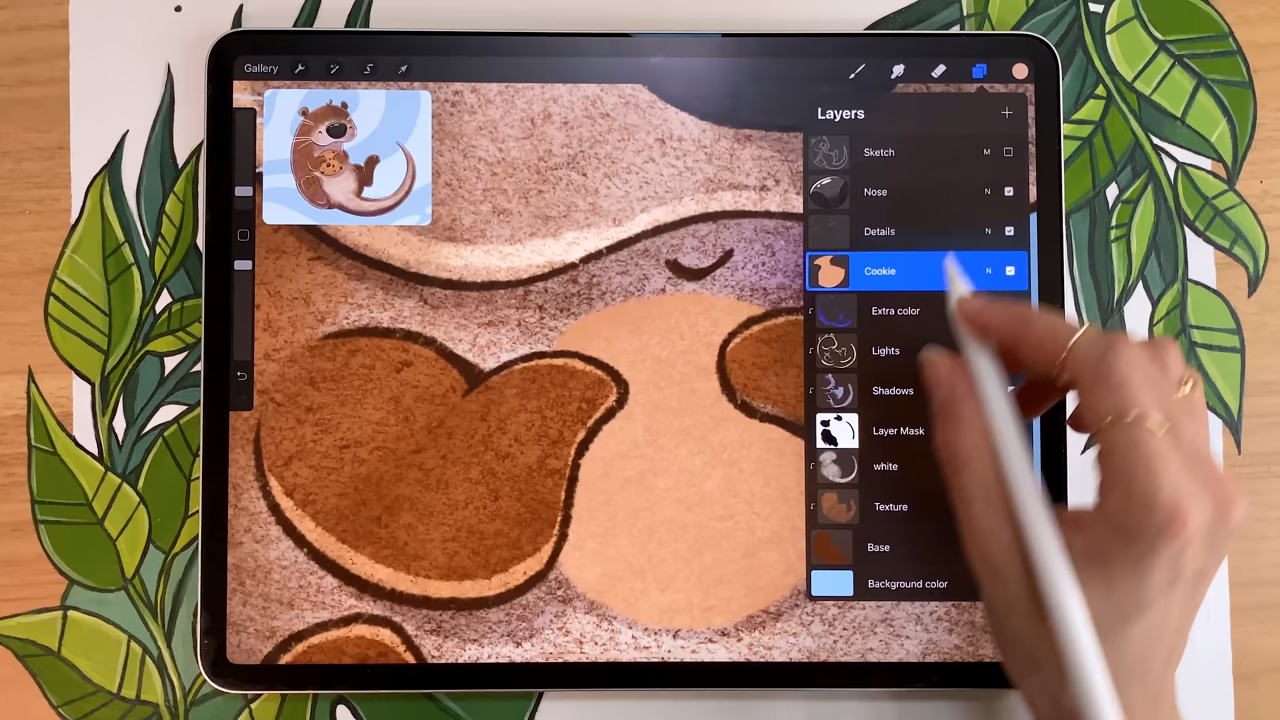 Gallery
Layers
Sketch M
Nose N
Details N
Cookie N
Extra color
Lights
Shadows
Layer Mask
white
Texture
Base
Background color